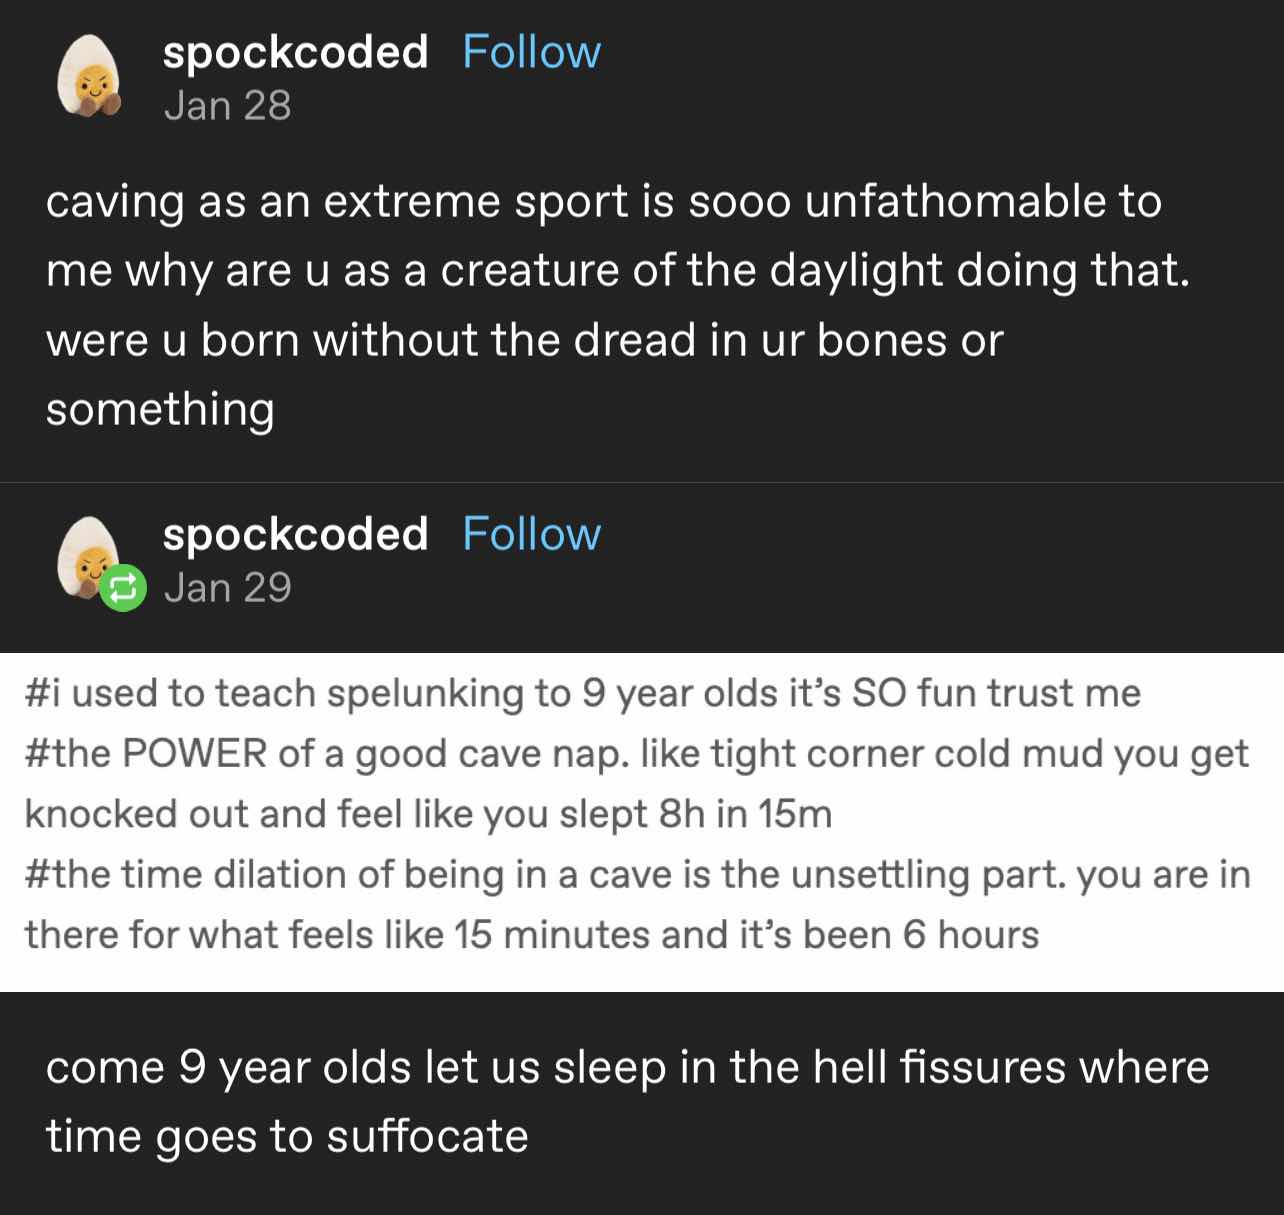 spockcoded Follow
Jan 28
caving as an extreme sport is sooo unfathomable to
me why are u as a creature of the daylight doing that.
were u born without the dread in ur bones or
something
spockcoded Follow
Jan 29
#i used to teach spelunking to 9 year olds it’s SO fun trust me
#the POWER of a good cave nap. like tight corner cold mud you get
knocked out and feel like you slept 8h in 15m
#the time dilation of being in a cave is the unsettling part. you are in
there for what feels like 15 minutes and it’s been 6 hours
come 9 year olds let us sleep in the hell fissures where
time goes to suffocate